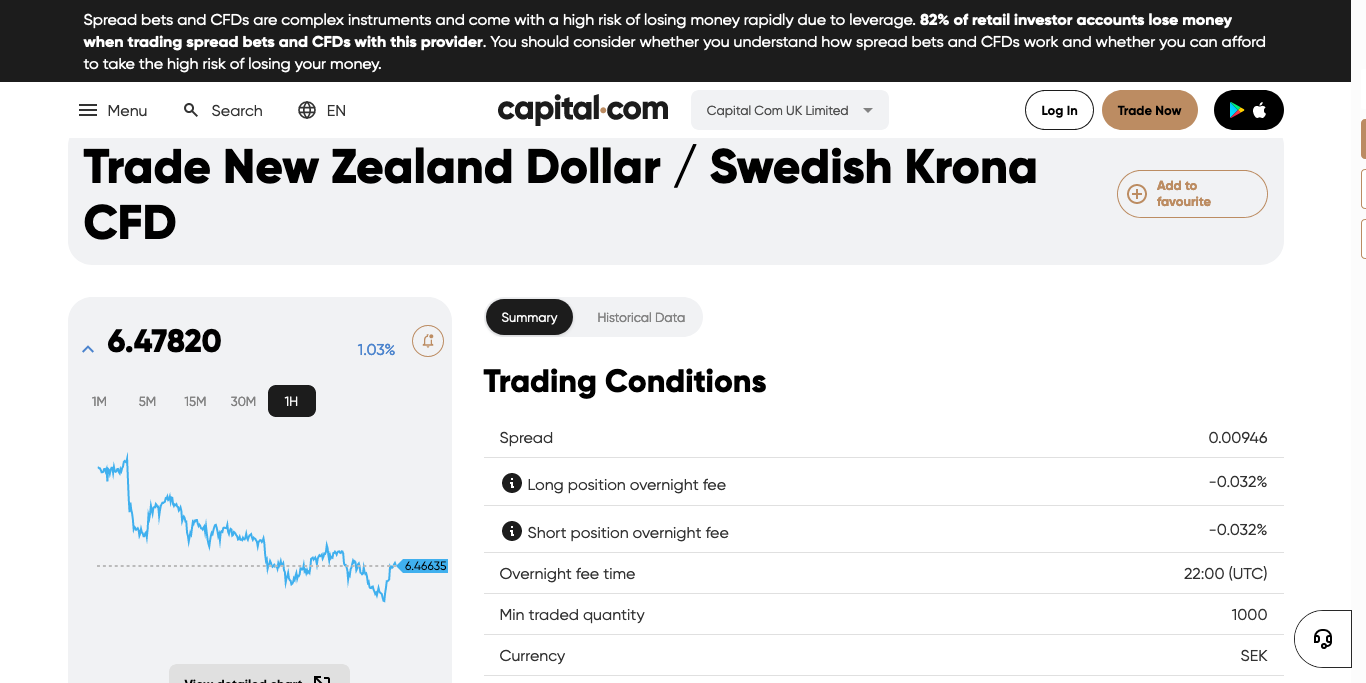 Spread bets and CFDs are complex instruments and come with a high risk of losing money rapidly due to leverage. 82% of retail investor accounts lose money
when trading spread bets and CFDs with this provider. You should consider whether you understand how spread bets and CFDs work and whether you can afford
to take the high risk of losing your money.
Menu
Search
EN
capital.com
Capital Com UK Limited
Log In
Trade Now
Trade New Zealand Dollar / Swedish Krona
CFD
Add to
favourite
6.47820
1.03%
1M
5M
15M
30M
1H
6.46635
View detailed chart
Summary
Historical Data
Trading Conditions
Spread
0.00946
Long position overnight fee
-0.032%
Short position overnight fee
-0.032%
Overnight fee time
22:00 (UTC)
Min traded quantity
1000
Currency
SEK